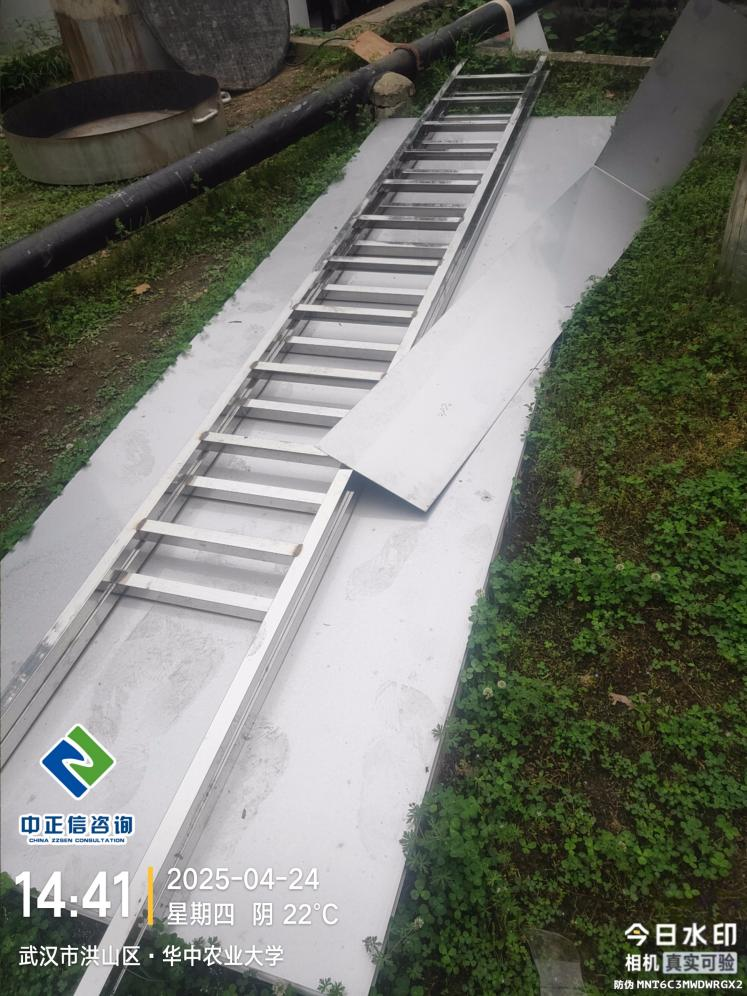 中正信咨询
CHINA ZZSEN CONSULTATION
14:41
2025-04-24
星期四 阴 22°C
武汉市洪山区·华中农业大学
今日水印
相机 真实可验
防伪 MNT6C3MWDWRGX2